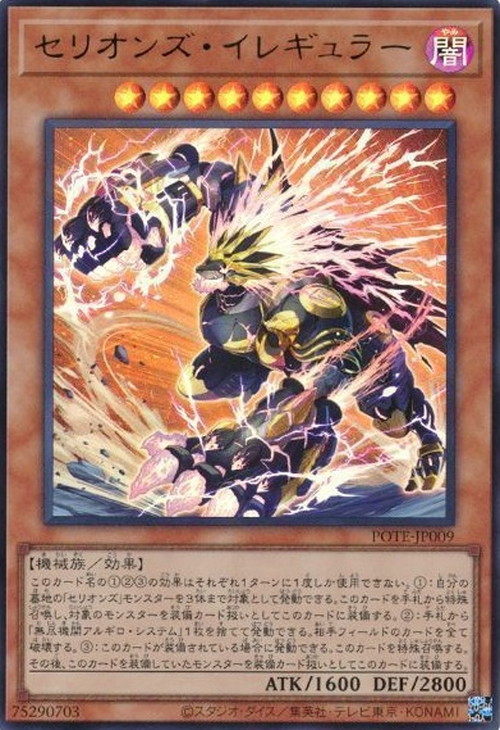 セリオンズ・イレギュラー
闇
やみ
POTE-JP009
【機械族／効果】
このカード名の①②③の効果はそれぞれ1ターンに1度しか使用できない。①：自分の
墓地の「セリオンズ」モンスターを3体まで対象として発動できる。このカードを手札から特殊
召喚し、対象のモンスターを装備カード扱いとしてこのカードに装備する。②：手札から
「無尽機関アルギロ・システム」1枚を捨てて発動できる。相手フィールドのカードを全て
破壊する。③：このカードが装備されている場合に発動できる。このカードを特殊召喚する。
その後、このカードを装備していたモンスターを装備カード扱いとしてこのカードに装備する。
ATK/1600 DEF/2800
75290703
©スタジオ・ダイス／集英社・テレビ東京・KONAMI